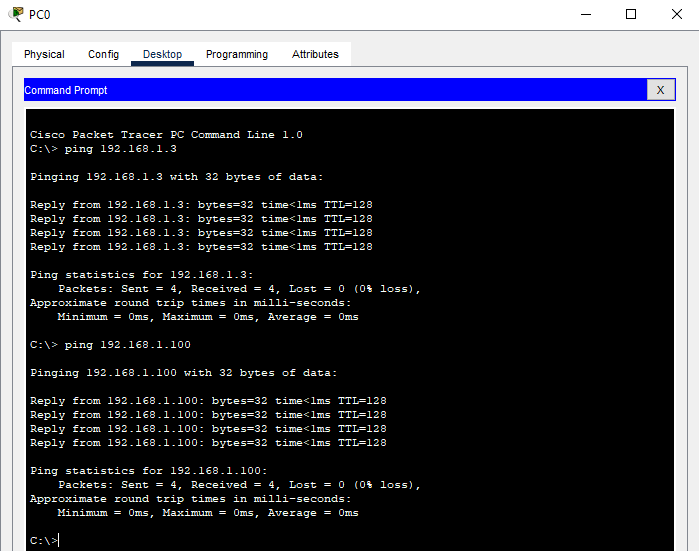 PC0
Physical Config Desktop Programming Attributes
Command Prompt X
Cisco Packet Tracer PC Command Line 1.0
C:\> ping 192.168.1.3
Pinging 192.168.1.3 with 32 bytes of data:
Reply from 192.168.1.3: bytes=32 time<1ms TTL=128
Reply from 192.168.1.3: bytes=32 time<1ms TTL=128
Reply from 192.168.1.3: bytes=32 time<1ms TTL=128
Reply from 192.168.1.3: bytes=32 time<1ms TTL=128
Ping statistics for 192.168.1.3:
Packets: Sent = 4, Received = 4, Lost = 0 (0% loss),
Approximate round trip times in milli-seconds:
Minimum = 0ms, Maximum = 0ms, Average = 0ms
C:\> ping 192.168.1.100
Pinging 192.168.1.100 with 32 bytes of data:
Reply from 192.168.1.100: bytes=32 time<1ms TTL=128
Reply from 192.168.1.100: bytes=32 time<1ms TTL=128
Reply from 192.168.1.100: bytes=32 time<1ms TTL=128
Reply from 192.168.1.100: bytes=32 time<1ms TTL=128
Ping statistics for 192.168.1.100:
Packets: Sent = 4, Received = 4, Lost = 0 (0% loss),
Approximate round trip times in milli-seconds:
Minimum = 0ms, Maximum = 0ms, Average = 0ms
C:\>